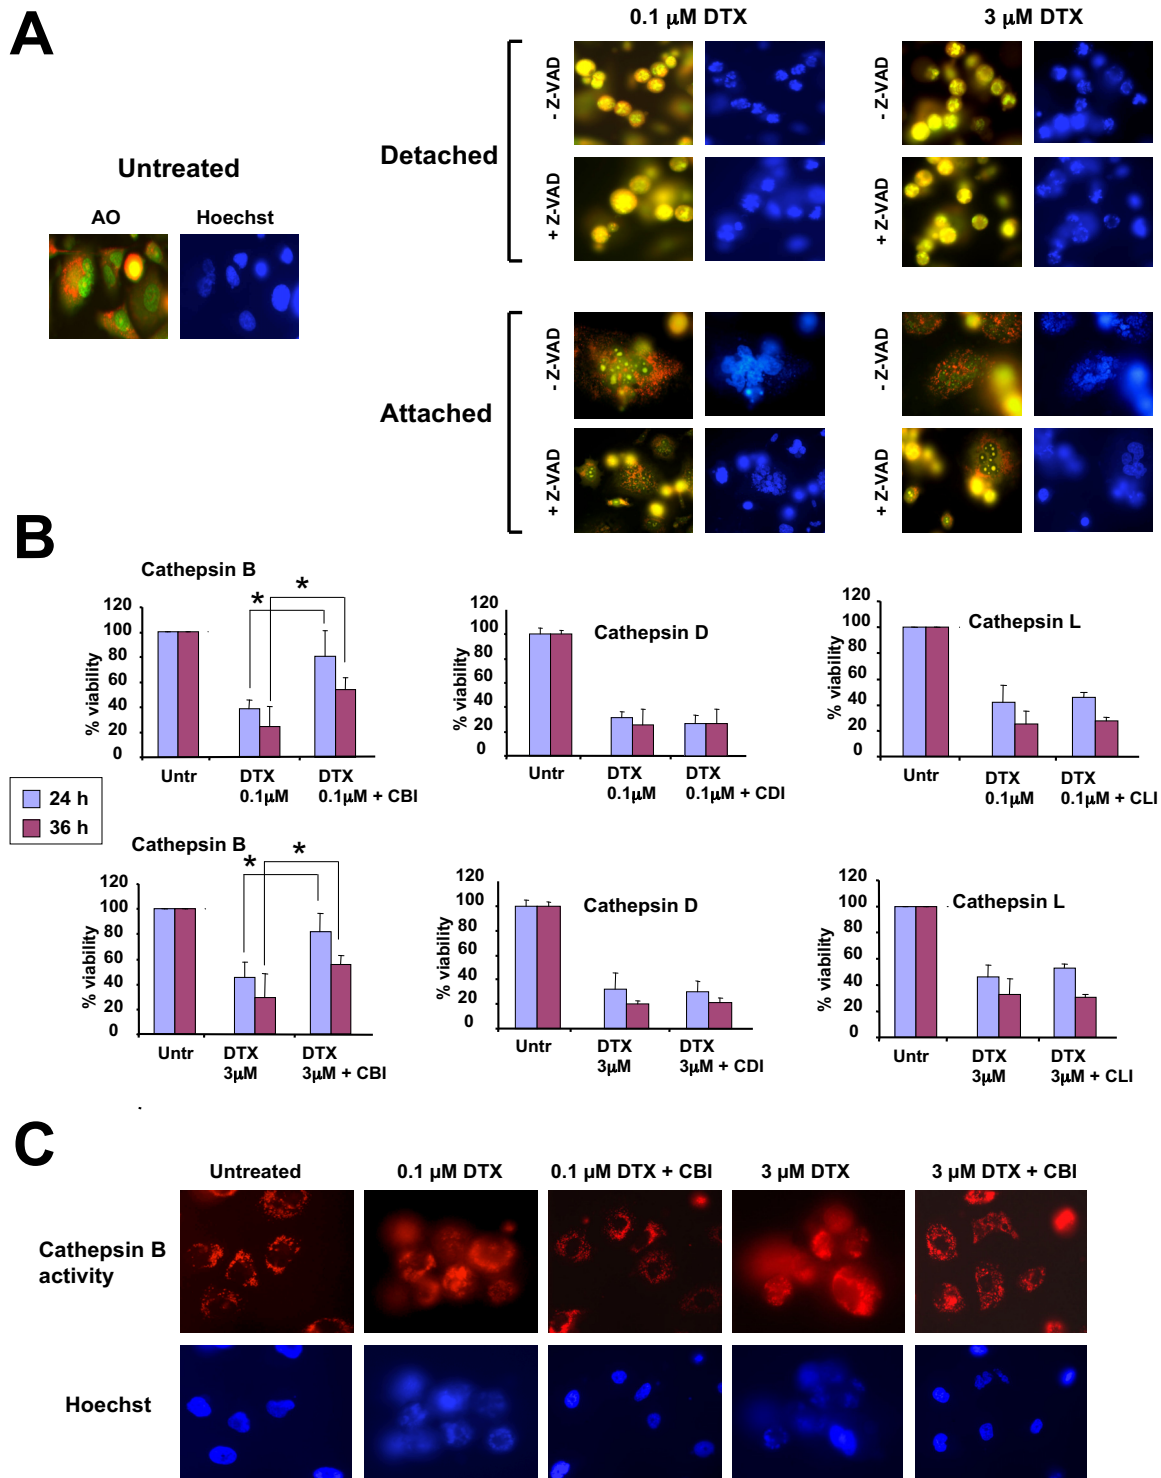 A
0.1 µM DTX
3 µM DTX
Untreated
AO
Hoechst
Detached
- Z-VAD
- Z-VAD
+ Z-VAD
+ Z-VAD
Attached
- Z-VAD
- Z-VAD
+ Z-VAD
+ Z-VAD
B
Cathepsin B
* *
% viability
120
100
80
60
40
20
0
Untr
DTX
0.1µM
DTX
0.1µM + CBI
Cathepsin D
% viability
120
100
80
60
40
20
0
Untr
DTX
0.1µM
DTX
0.1µM + CDI
Cathepsin L
% viability
120
100
80
60
40
20
0
Untr
DTX
0.1µM
DTX
0.1µM + CLI
24 h
36 h
Cathepsin B
* *
% viability
120
100
80
60
40
20
0
Untr
DTX
3µM
DTX
3µM + CBI
Cathepsin D
% viability
120
100
80
60
40
20
0
Untr
DTX
3µM
DTX
3µM + CDI
Cathepsin L
% viability
120
100
80
60
40
20
0
Untr
DTX
3µM
DTX
3µM + CLI
C
Untreated
0.1 µM DTX
0.1 µM DTX + CBI
3 µM DTX
3 µM DTX + CBI
Cathepsin B
activity
Hoechst